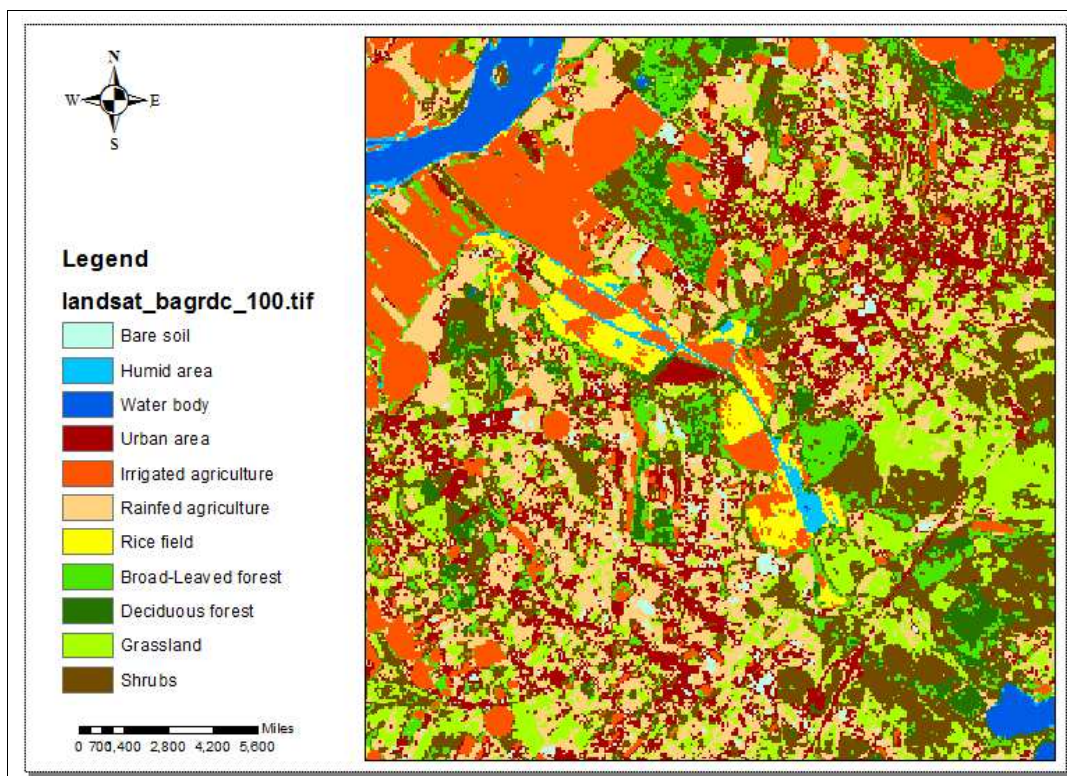 N
W E
S
Legend
landsat_bagrdc_100.tif
Bare soil
Humid area
Water body
Urban area
Irrigated agriculture
Rainfed agriculture
Rice field
Broad-Leaved forest
Deciduous forest
Grassland
Shrubs
Miles
0 700 1,400 2,800 4,200 5,600